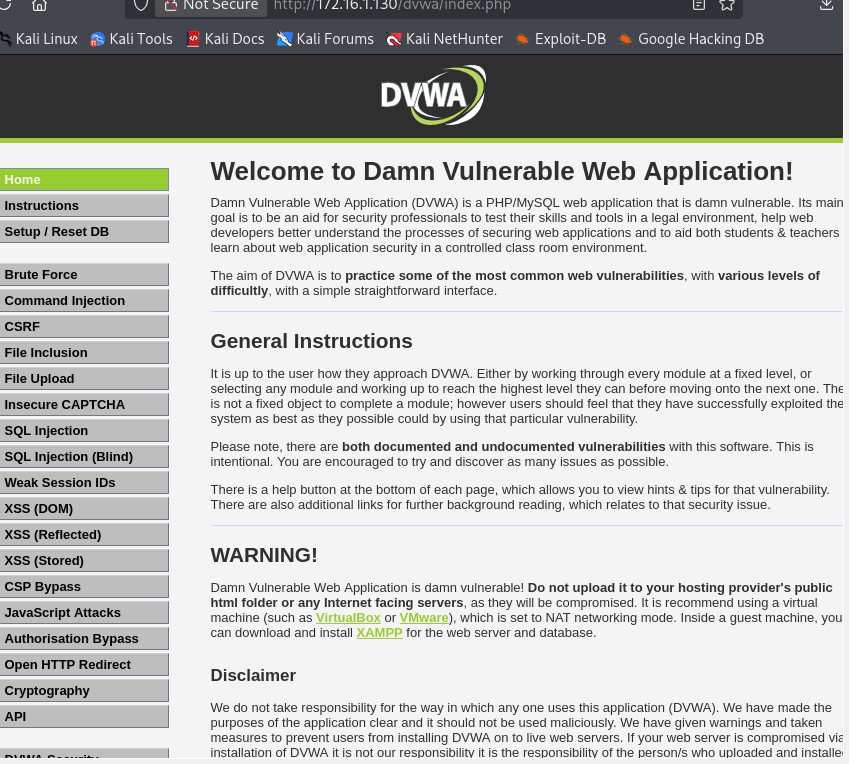 Not Secure http://172.16.1.130/dvwa/index.php
Kali Linux Kali Tools Kali Docs Kali Forums Kali NetHunter Exploit-DB Google Hacking DB
DVWA
Home
Instructions
Setup / Reset DB
Brute Force
Command Injection
CSRF
File Inclusion
File Upload
Insecure CAPTCHA
SQL Injection
SQL Injection (Blind)
Weak Session IDs
XSS (DOM)
XSS (Reflected)
XSS (Stored)
CSP Bypass
JavaScript Attacks
Authorisation Bypass
Open HTTP Redirect
Cryptography
API
DVWA Security
Welcome to Damn Vulnerable Web Application!
Damn Vulnerable Web Application (DVWA) is a PHP/MySQL web application that is damn vulnerable. Its main
goal is to be an aid for security professionals to test their skills and tools in a legal environment, help web
developers better understand the processes of securing web applications and to aid both students & teachers
learn about web application security in a controlled class room environment.
The aim of DVWA is to practice some of the most common web vulnerabilities, with various levels of
difficultly, with a simple straightforward interface.
General Instructions
It is up to the user how they approach DVWA. Either by working through every module at a fixed level, or
selecting any module and working up to reach the highest level they can before moving onto the next one. The
is not a fixed object to complete a module; however users should feel that they have successfully exploited the
system as best as they possible could by using that particular vulnerability.
Please note, there are both documented and undocumented vulnerabilities with this software. This is
intentional. You are encouraged to try and discover as many issues as possible.
There is a help button at the bottom of each page, which allows you to view hints & tips for that vulnerability.
There are also additional links for further background reading, which relates to that security issue.
WARNING!
Damn Vulnerable Web Application is damn vulnerable! Do not upload it to your hosting provider's public
html folder or any Internet facing servers, as they will be compromised. It is recommend using a virtual
machine (such as VirtualBox or VMware), which is set to NAT networking mode. Inside a guest machine, you
can download and install XAMPP for the web server and database.
Disclaimer
We do not take responsibility for the way in which any one uses this application (DVWA). We have made the
purposes of the application clear and it should not be used maliciously. We have given warnings and taken
measures to prevent users from installing DVWA on to live web servers. If your web server is compromised via
installation of DVWA it is not our responsibility it is the responsibility of the person/s who uploaded and installe